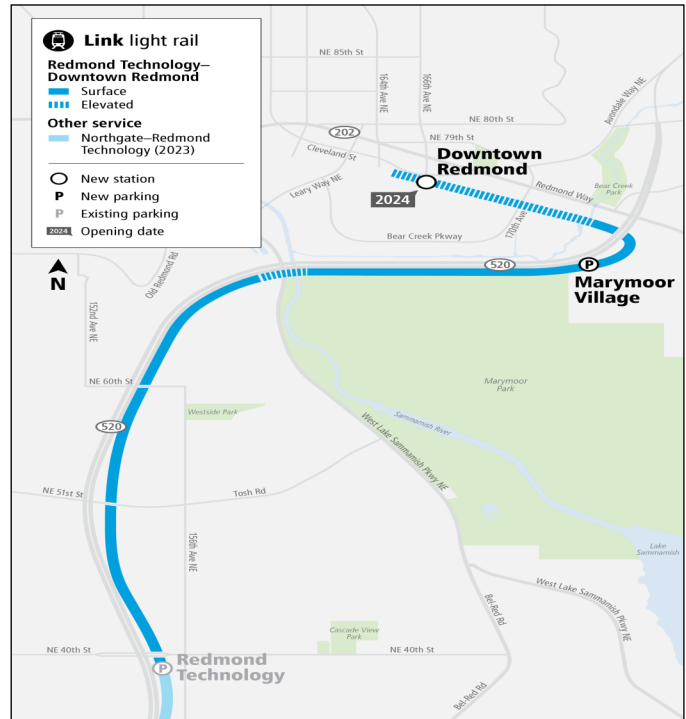 Link light rail
Redmond Technology—
Downtown Redmond
Surface
Elevated
Other service
Northgate—Redmond
Technology (2023)
New station
P New parking
P Existing parking
2024 Opening date
N
NE 85th St
164th Ave NE
166th Ave NE
Avondale Way NE
NE 80th St
202
NE 79th St
Cleveland St
Downtown
Redmond
Leary Way NE
2024
Redmond Way
Bear Creek
Park
170th Ave
Bear Creek Pkwy
Old Redmond Rd
520
P
Marymoor
Village
152nd Ave NE
NE 60th St
Marymoor
Park
Westside Park
Sammamish River
520
West Lake Sammamish Pkwy NE
NE 51st St
Tosh Rd
156th Ave NE
Lake
Sammamish
West Lake Sammamish Pkwy NE
Bel-Red Rd
Cascade View
Park
NE 40th St
NE 40th St
P
Redmond
Technology
Bel-Red Rd